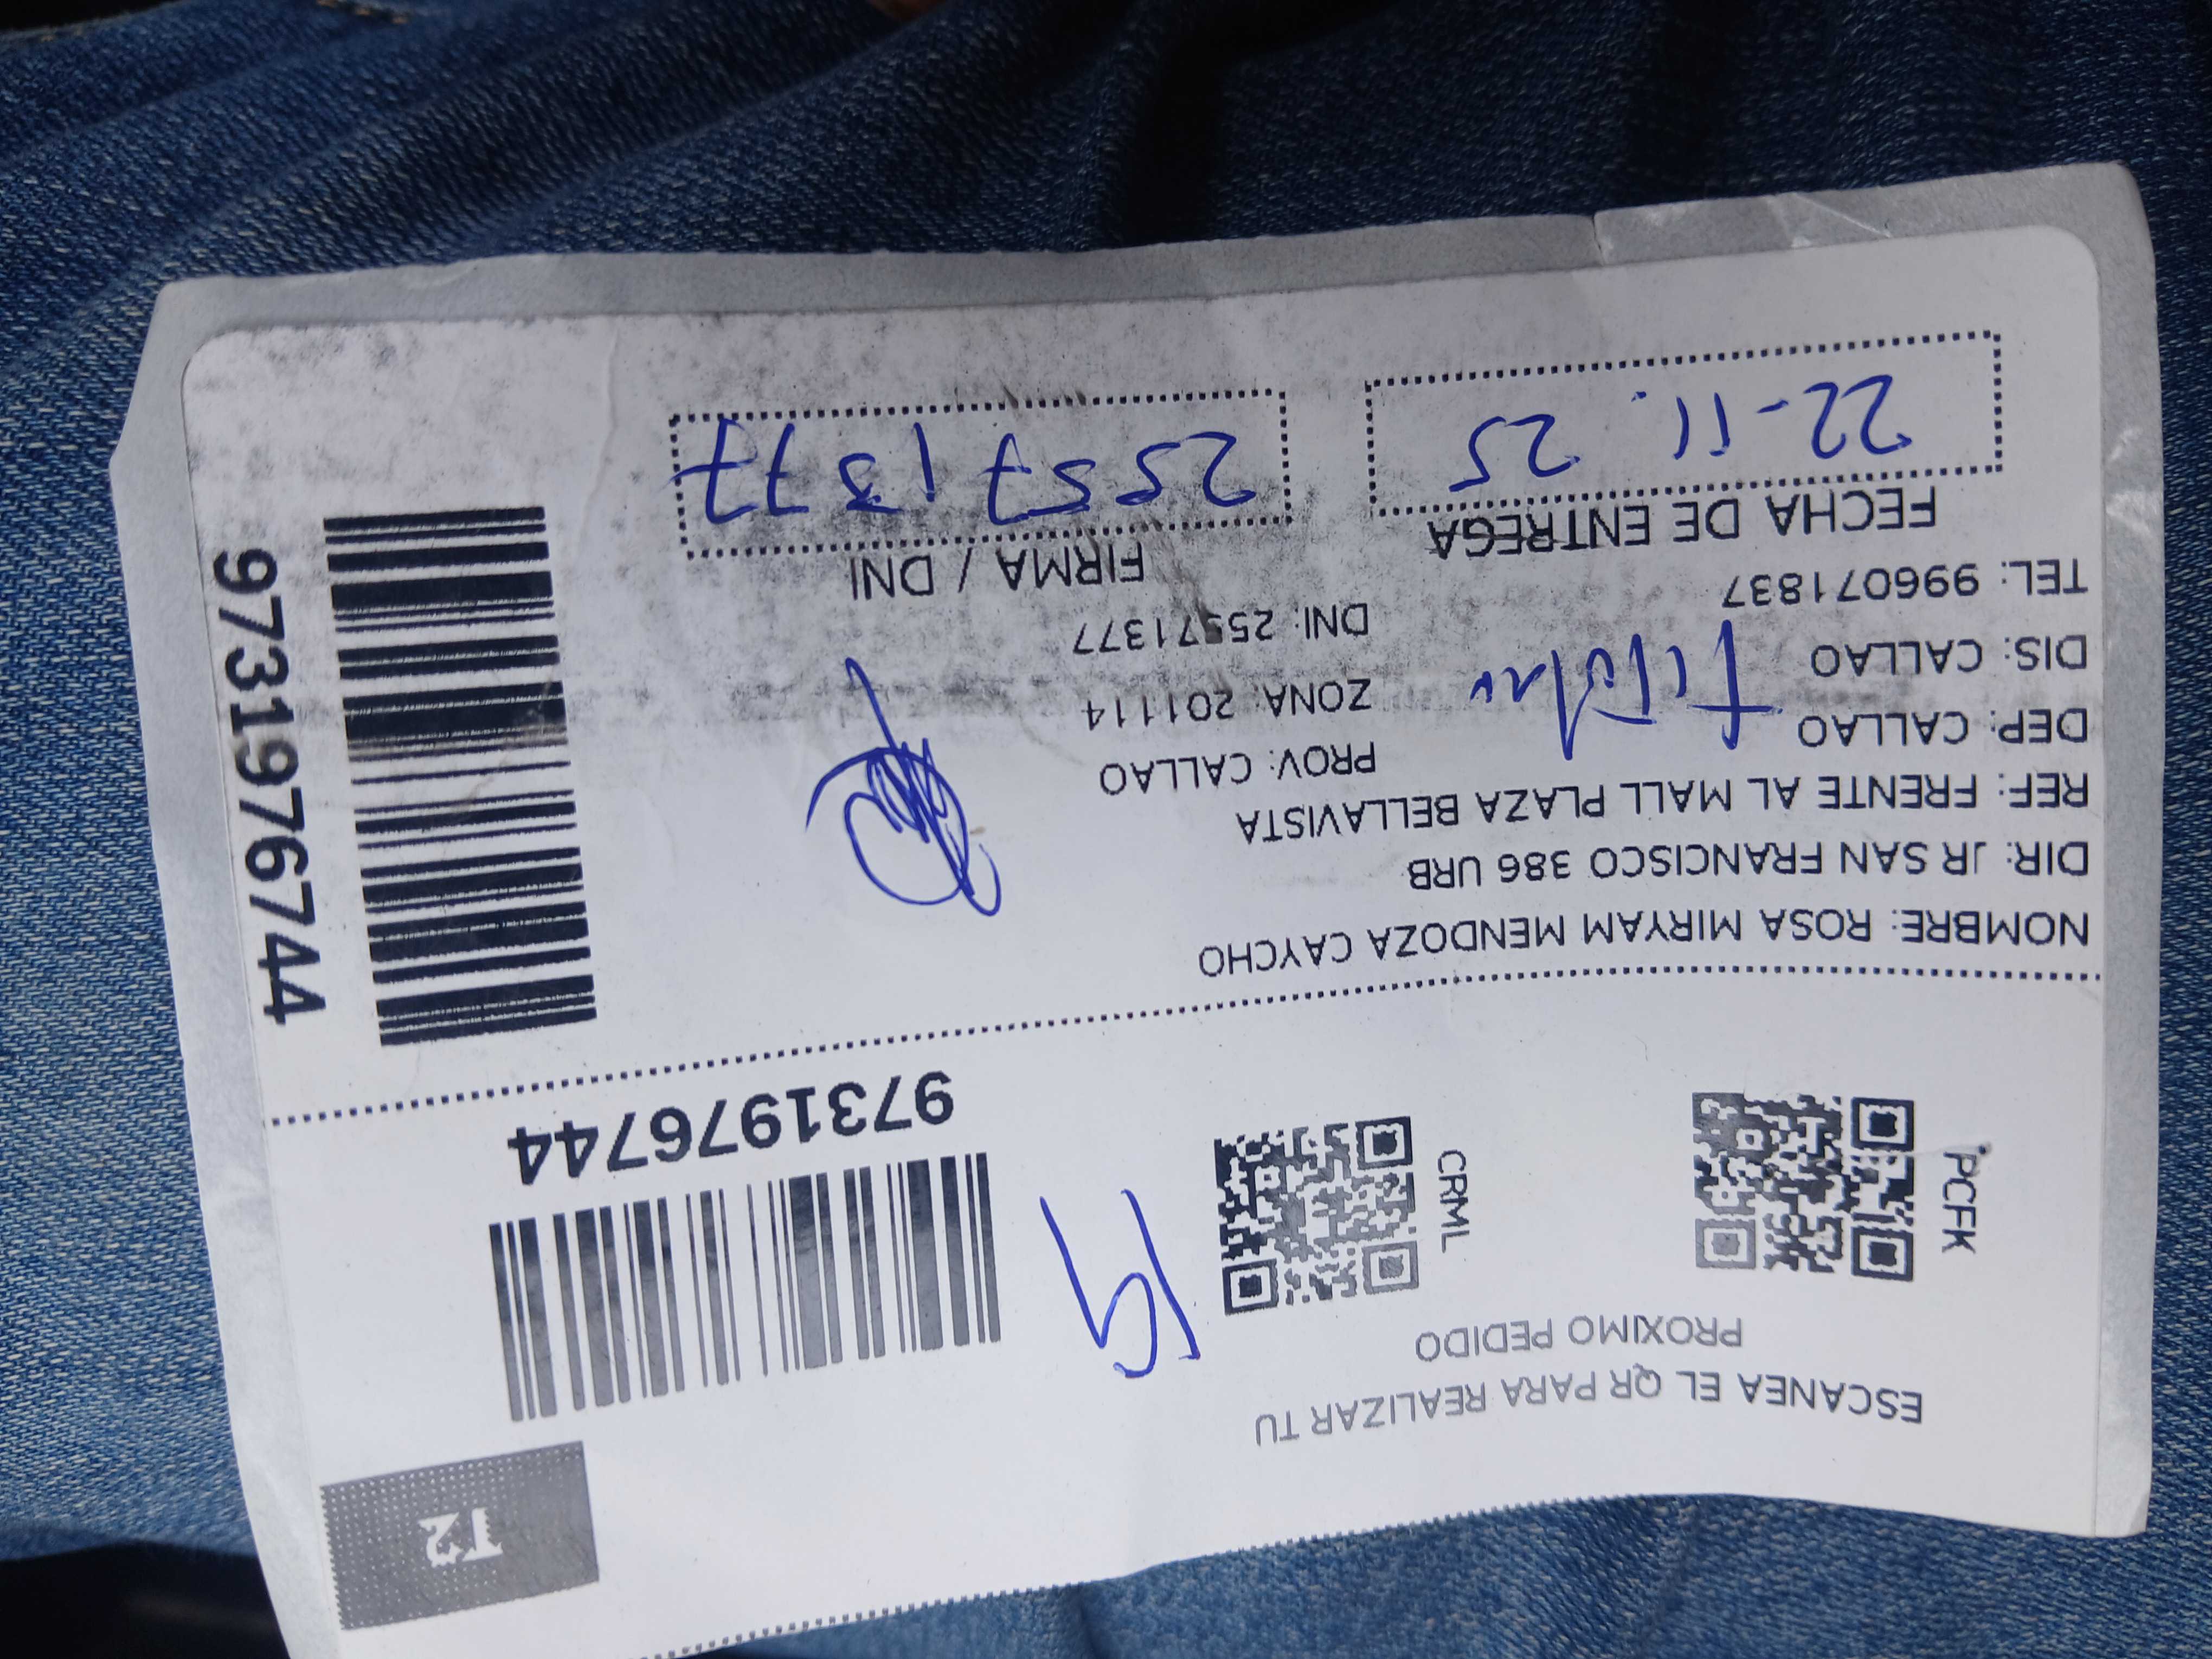 T2
ESCANEA EL QR PARA REALIZAR TU
PROXIMO PEDIDO
*PCFK
CRML
19
9731976744
NOMBRE: ROSA MIRYAM MENDOZA CAYCHO
DIR: JR SAN FRANCISCO 386 URB
REF: FRENTE AL MALL PLAZA BELLAVISTA
DEP: CALLAO PROV: CALLAO
DIS: CALLAO ZONA: 201114
Titular
TEL: 996071837 DNI: 25571377
FECHA DE ENTREGA FIRMA / DNI
22-11. 25 25571377
9731976744